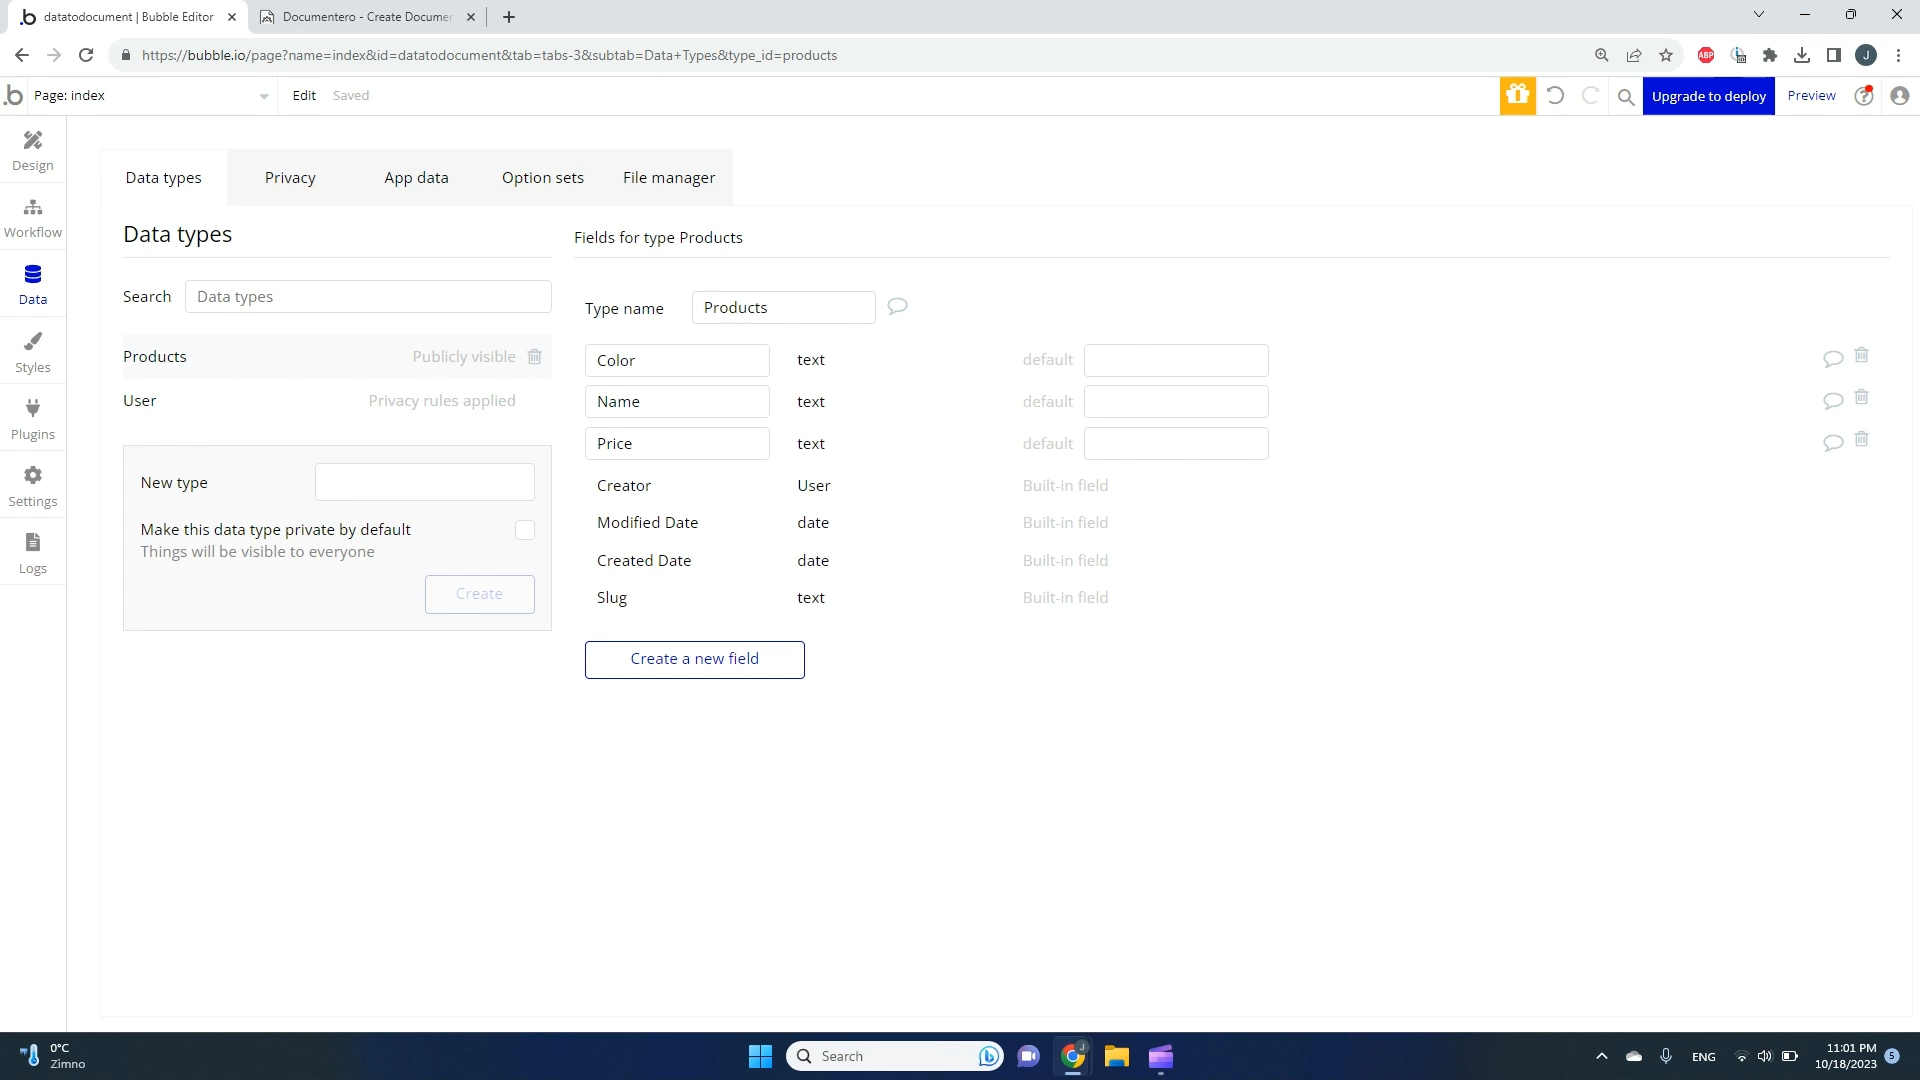 datatodocument | Bubble Editor
Documentero - Create Documen
https://bubble.io/page?name=index&id=datatodocument&tab=tabs-3&subtab=Data+Types&type_id=products
ABP
J
b
Page: index
Edit
Saved
Upgrade to deploy
Preview
Design
Workflow
Data
Styles
Plugins
Settings
Logs
Data types
Privacy
App data
Option sets
File manager
Data types
Search
Data types
Products
Publicly visible
User
Privacy rules applied
New type
Make this data type private by default
Things will be visible to everyone
Create
Fields for type Products
Type name
Products
Color
text
default
Name
text
default
Price
text
default
Creator
User
Built-in field
Modified Date
date
Built-in field
Created Date
date
Built-in field
Slug
text
Built-in field
Create a new field
0°C
Zimno
Search
J
ENG
11:01 PM
10/18/2023
5